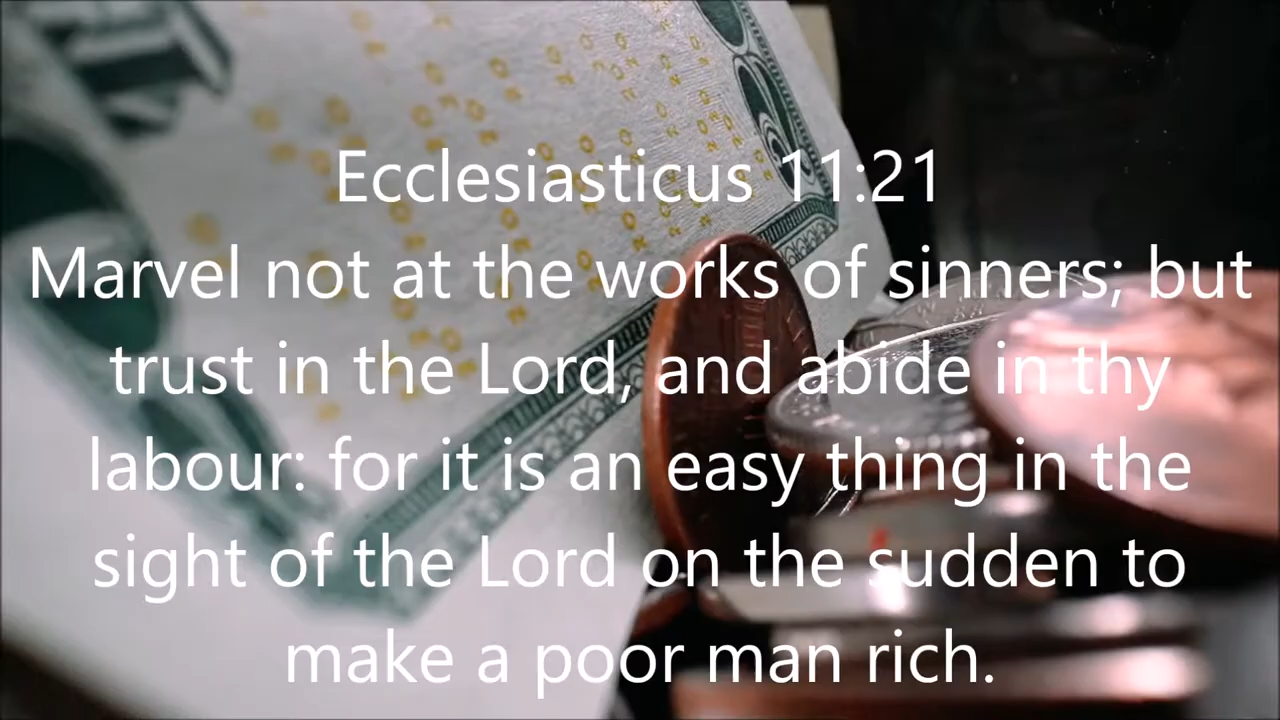 Ecclesiasticus 11:21
Marvel not at the works of sinners; but
trust in the Lord, and abide in thy
labour: for it is an easy thing in the
sight of the Lord on the sudden to
make a poor man rich.